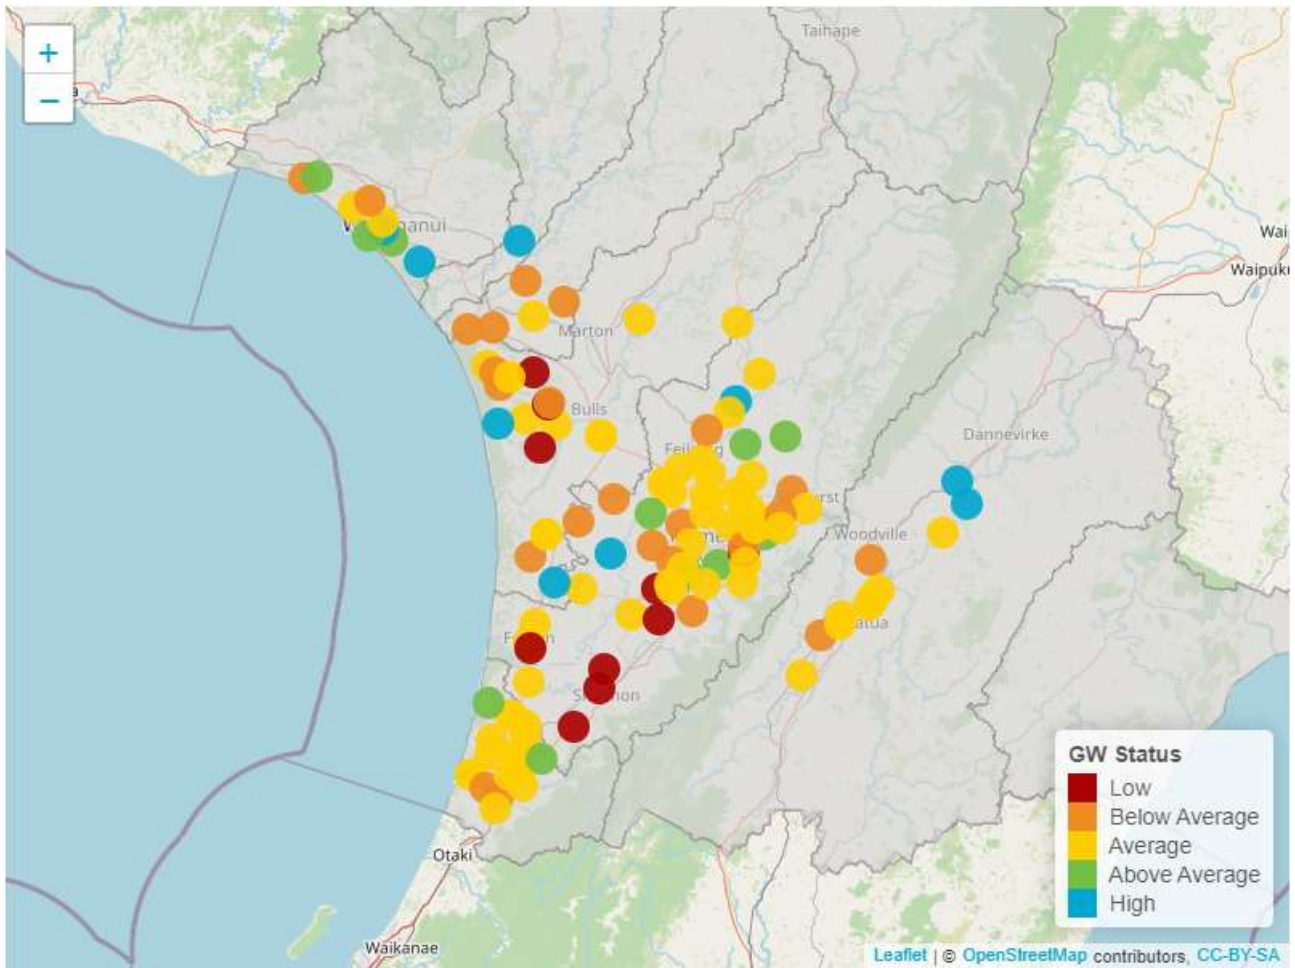 +
−
Taihape
Wai
Waipuk
Marton
Bulls
Dannevirke
Woodville
Otaki
Waikanae
GW Status
Low
Below Average
Average
Above Average
High
Leaflet | © OpenStreetMap contributors, CC-BY-SA